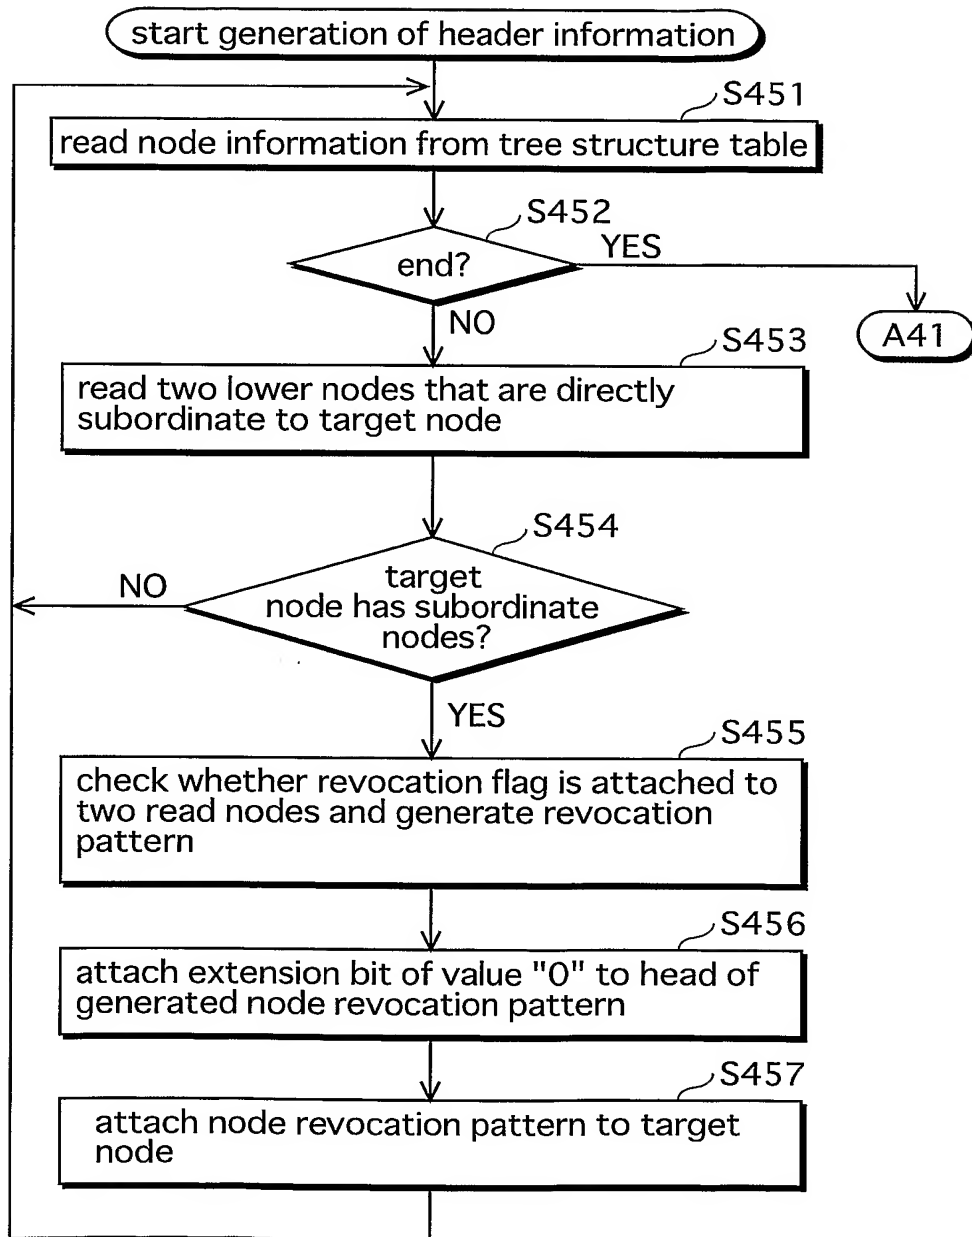 start generation of header information
S451
read node information from tree structure table
S452
end?
YES
NO
A41
S453
read two lower nodes that are directly
subordinate to target node
S454
target
node has subordinate
nodes?
NO
YES
S455
check whether revocation flag is attached to
two read nodes and generate revocation
pattern
S456
attach extension bit of value "0" to head of
generated node revocation pattern
S457
attach node revocation pattern to target
node